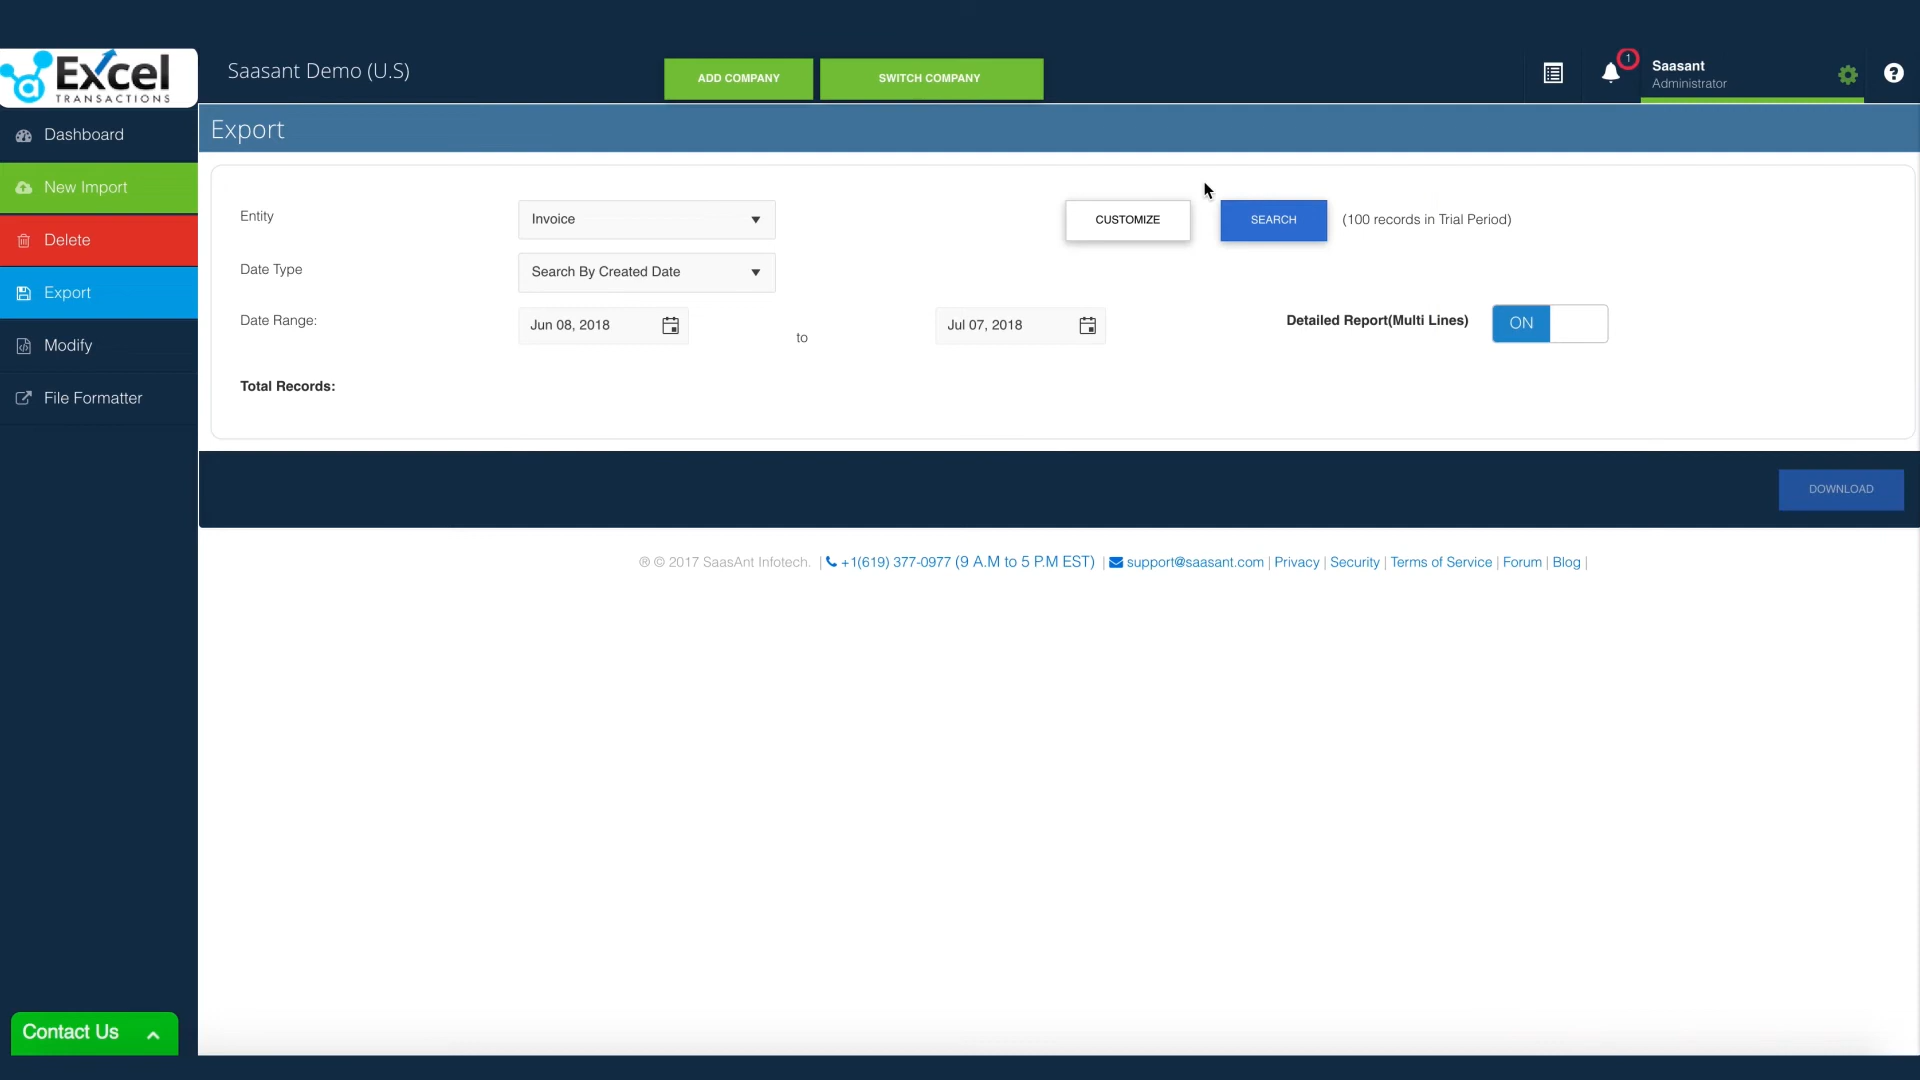 Excel
TRANSACTIONS
Saasant Demo (U.S)
ADD COMPANY
SWITCH COMPANY
1
Saasant
Administrator
Dashboard
New Import
Delete
Export
Modify
File Formatter
Export
Entity
Invoice
CUSTOMIZE
SEARCH
(100 records in Trial Period)
Date Type
Search By Created Date
Date Range:
Jun 08, 2018
to
Jul 07, 2018
Detailed Report(Multi Lines)
ON
Total Records:
DOWNLOAD
® © 2017 SaasAnt Infotech. | +1(619) 377-0977 (9 A.M to 5 P.M EST) | support@saasant.com | Privacy | Security | Terms of Service | Forum | Blog |
Contact Us